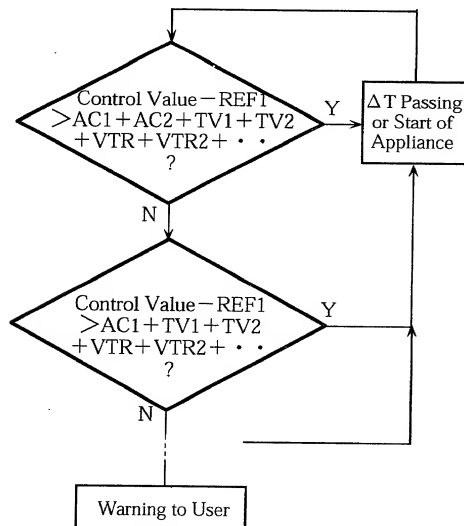 Control Value－REF1
>AC1＋AC2＋TV1＋TV2
＋VTR＋VTR2＋・・
?
Y
ΔT Passing
or Start of
Appliance
N
Control Value－REF1
>AC1＋TV1＋TV2
＋VTR＋VTR2＋・・
?
Y
N
Warning to User